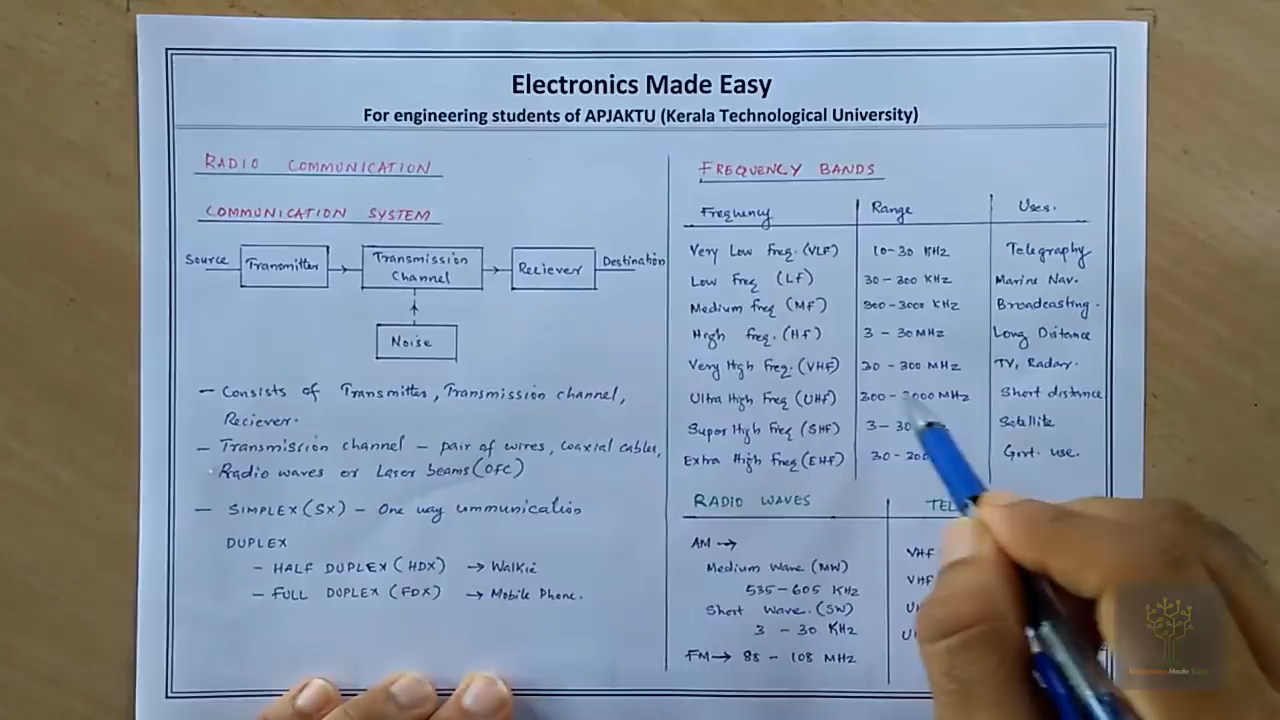 Electronics Made Easy
For engineering students of APJAKTU (Kerala Technological University)
RADIO COMMUNICATION
COMMUNICATION SYSTEM
Source
Transmitter
Transmission
Channel
Reciever
Destination
Noise
- Consists of Transmitter, Transmission channel,
Reciever.
- Transmission channel - pair of wires, coaxial cables,
Radio waves or Laser beams (OFC)
- SIMPLEX (SX) - One way communication
DUPLEX
- HALF DUPLEX (HDX) → Walkie
- FULL DUPLEX (FDX) → Mobile Phone.
FREQUENCY BANDS
Frequency Range Uses.
Very Low Freq. (VLF) 10-30 KHz Telegraphy
Low Freq (LF) 30-300 KHz Marine Nav.
Medium freq (MF) 300-3000 KHz Broadcasting.
High freq. (HF) 3-30 MHz Long Distance
Very High Freq. (VHF) 30-300 MHz TV, Radar.
Ultra High Freq (UHF) 300-3000 MHz Short distance
Super High Freq (SHF) 3-30 Satellite
Extra High Freq (EHF) 30-300 Govt. use.
RADIO WAVES
AM →
Medium Wave (MW)
535-605 KHz
Short Wave. (SW)
3 - 30 KHz
FM → 88 - 108 MHz
TEL
VHF
VHF
U
U
Made